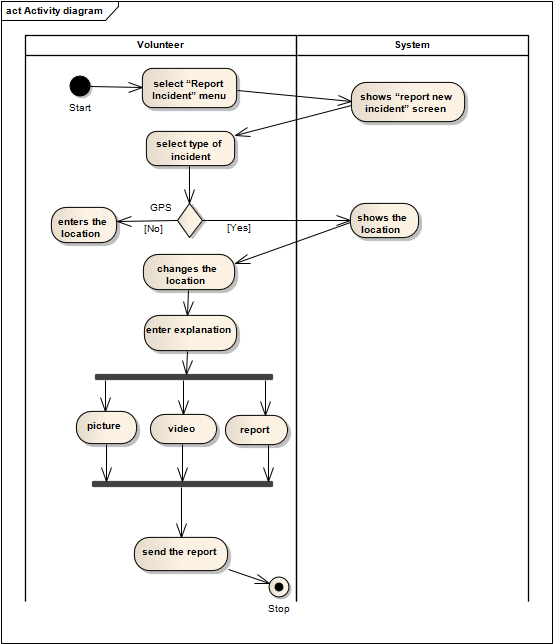 act Activity diagram
Volunteer
System
Start
select “Report
Incident” menu
shows “report new
incident” screen
select type of
incident
GPS
[No]
[Yes]
enters the
location
shows the
location
changes the
location
enter explanation
picture
video
report
send the report
Stop